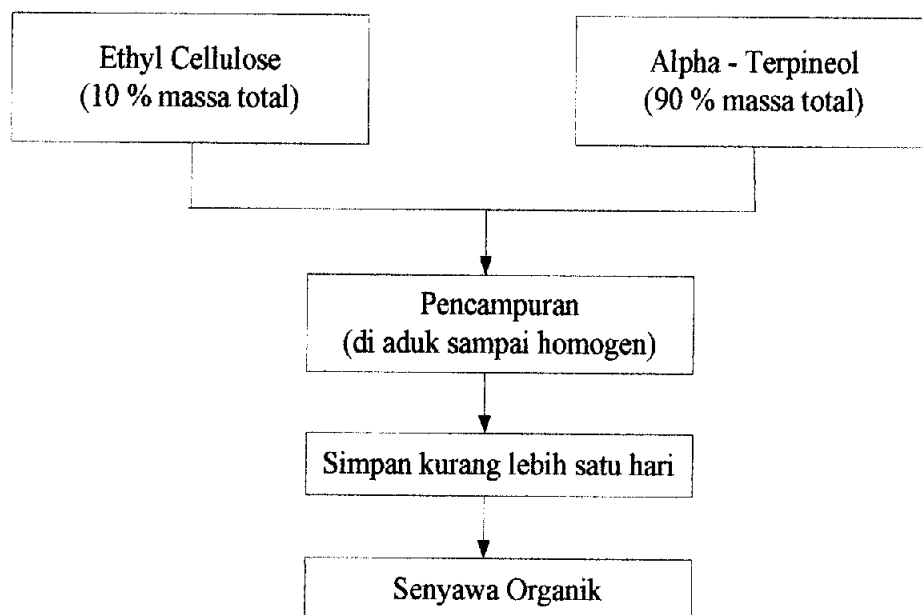 Ethyl Cellulose
(10 % massa total)
Alpha - Terpineol
(90 % massa total)
Pencampuran
(di aduk sampai homogen)
Simpan kurang lebih satu hari
Senyawa Organik